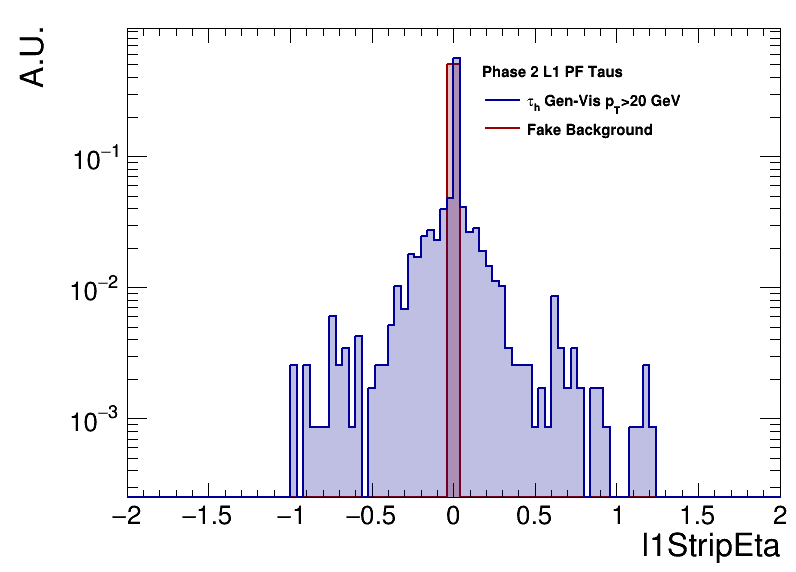 A.U.
Phase 2 L1 PF Taus
τh Gen-Vis pT>20 GeV
Fake Background
10−1
10−2
10−3
−2 −1.5 −1 −0.5 0 0.5 1 1.5 2
l1StripEta